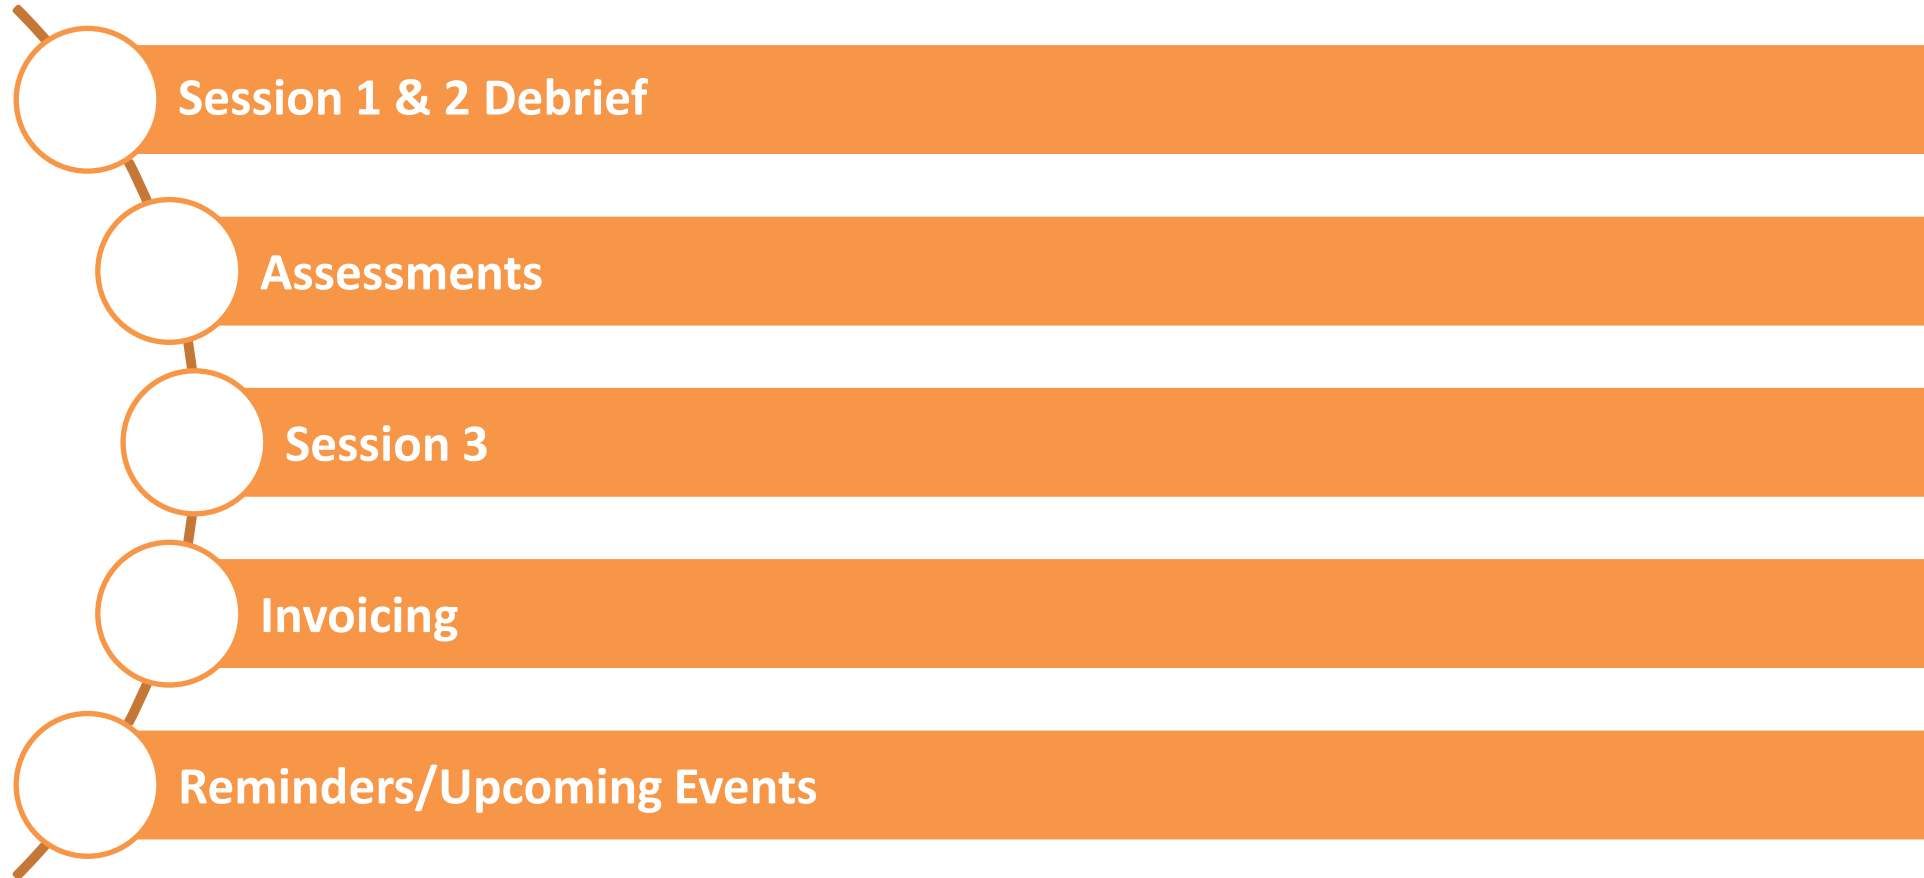 Session 1 & 2 Debrief
Assessments
Session 3
Invoicing
Reminders/Upcoming Events